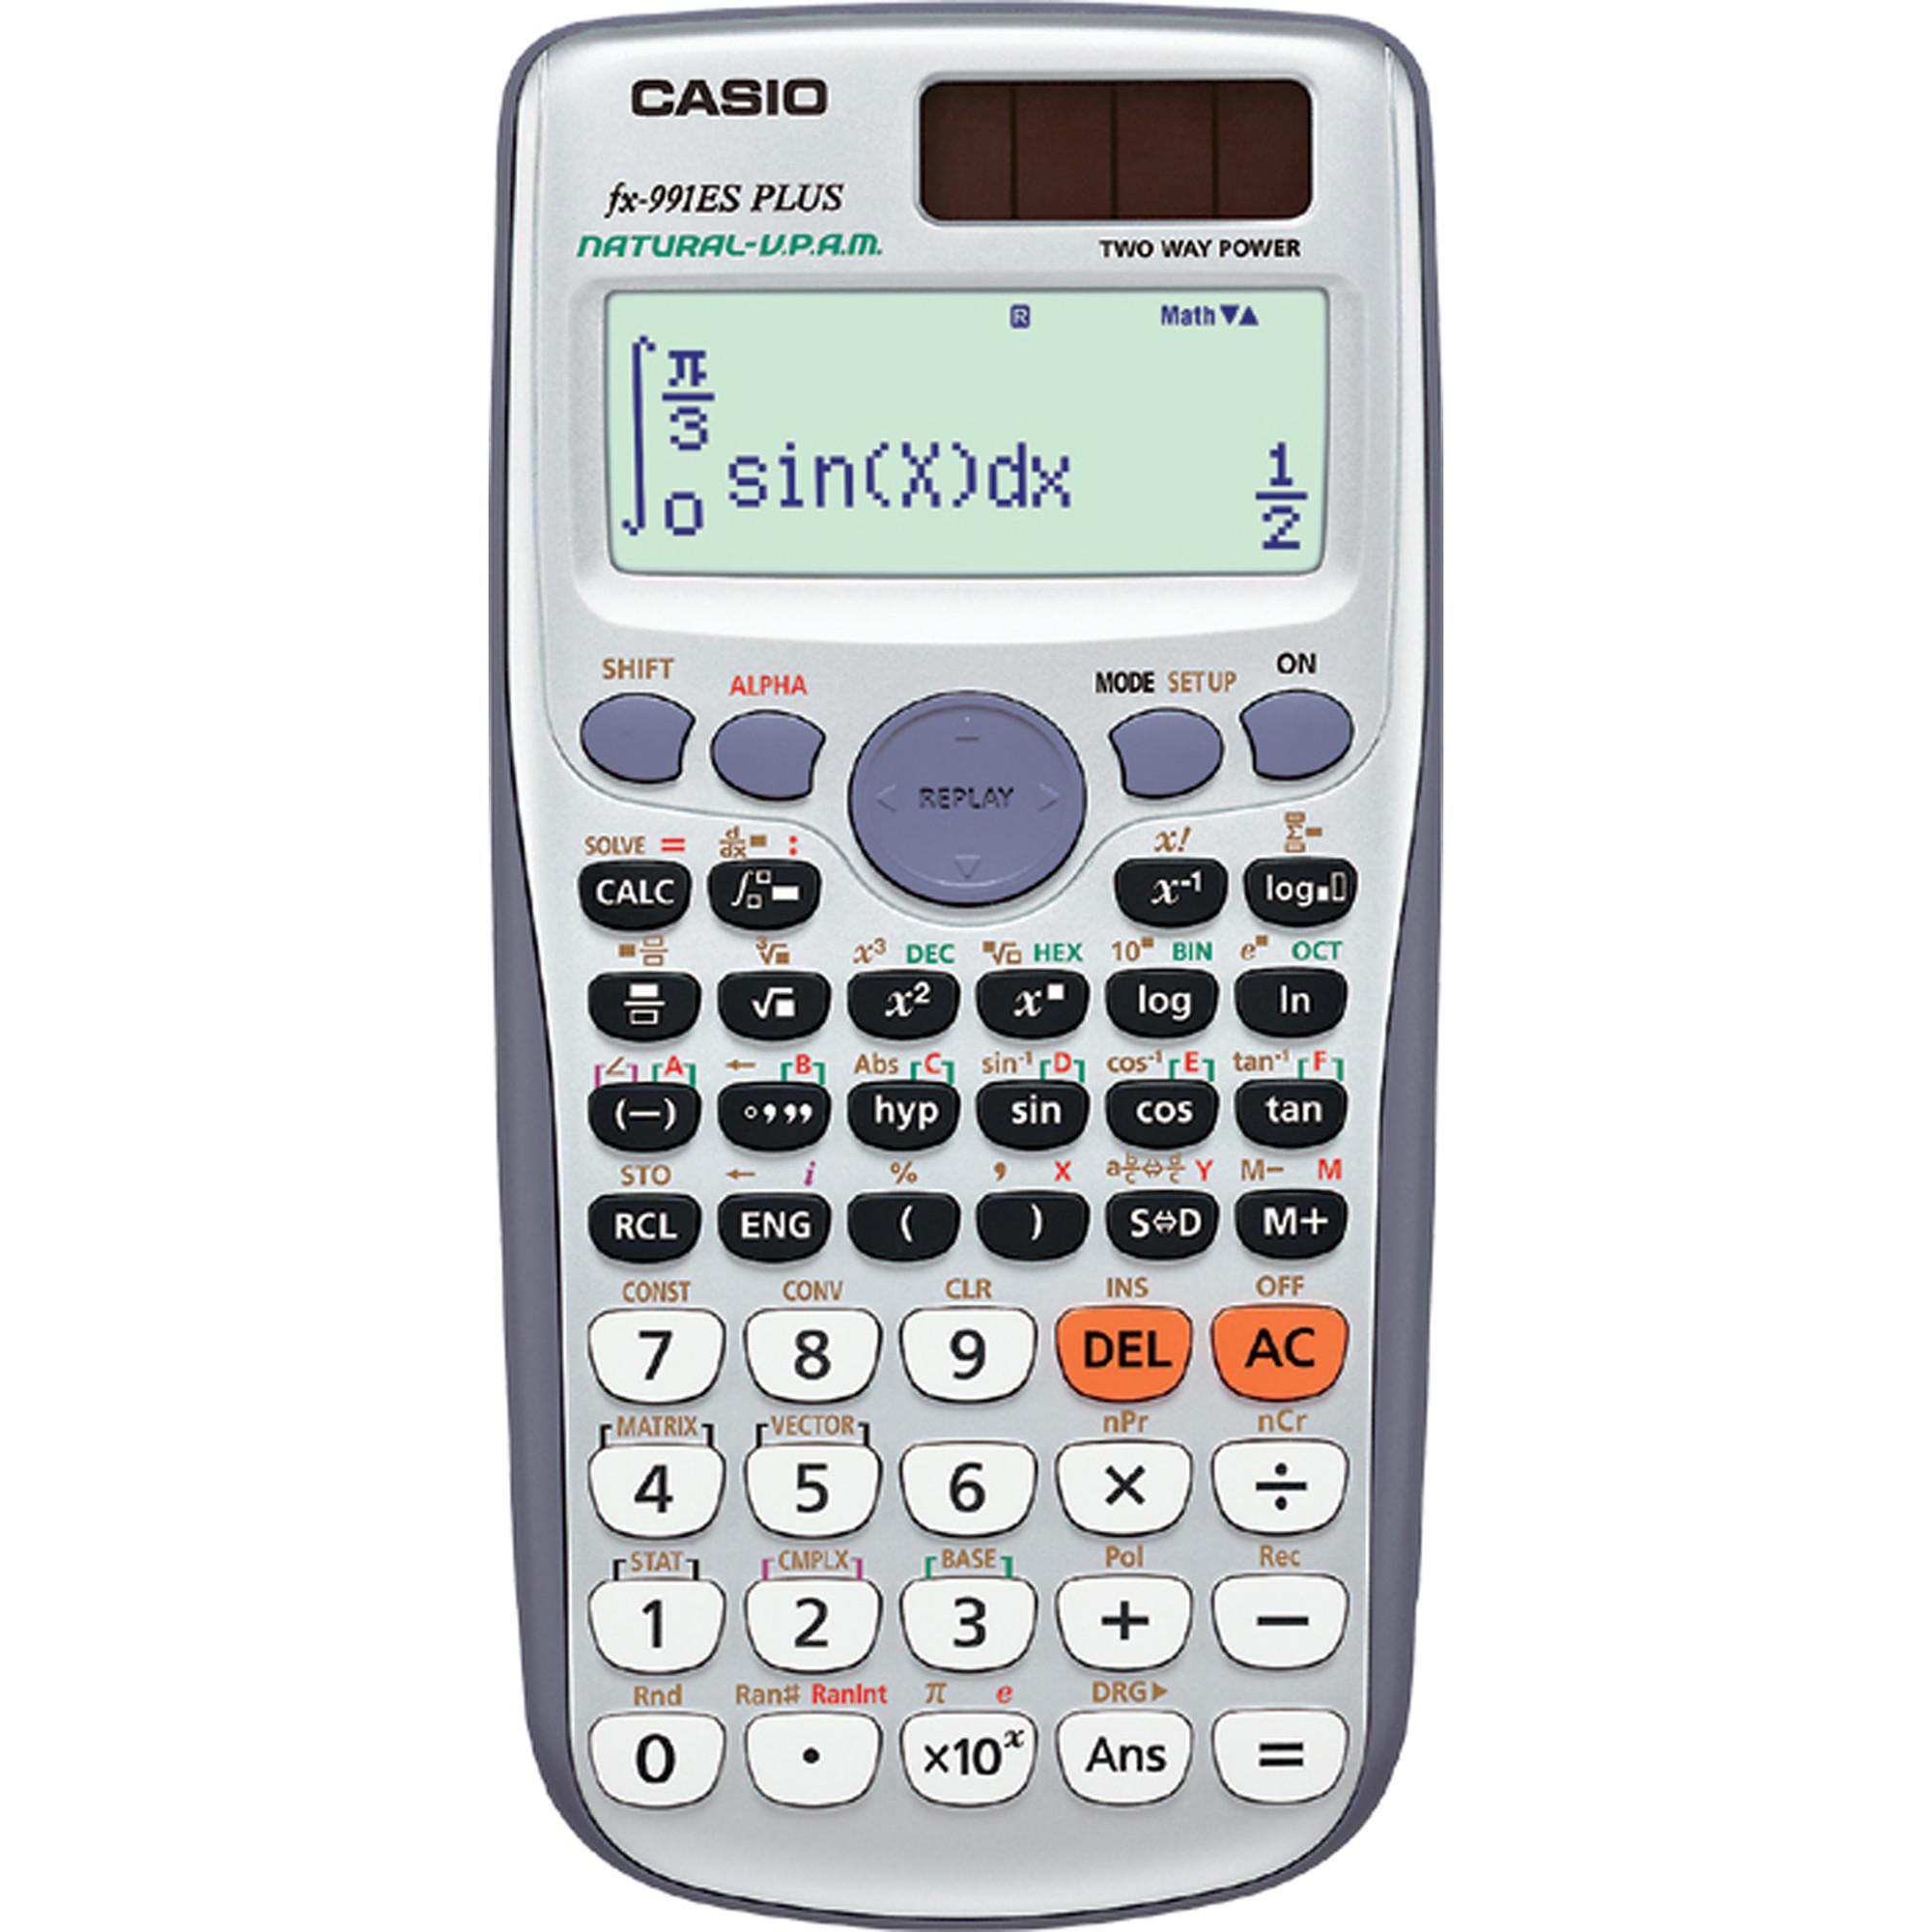 CASIO
fx-991ES PLUS
NATURAL-V.P.A.M.
TWO WAY POWER
R Math▼▲
∫ π/3 0 sin(X)dx 1/2
SHIFT ALPHA MODE SETUP ON
REPLAY
SOLVE = d/dx■ : x! Σ■
CALC ∫■ x⁻¹ log■□
■□/□ ³√■ x³ DEC ■√□ HEX 10■ BIN e■ OCT
■/□ √■ x² x■ log ln
∠ A ← B Abs C sin⁻¹ D cos⁻¹ E tan⁻¹ F
(−) °,,, hyp sin cos tan
STO ← i % , X a b/c⇔d/c Y M− M
RCL ENG ( ) S⇔D M+
CONST CONV CLR INS OFF
7 8 9 DEL AC
MATRIX VECTOR nPr nCr
4 5 6 × ÷
STAT CMPLX BASE Pol Rec
1 2 3 + −
Rnd Ran# RanInt π e DRG▶
0 • ×10ˣ Ans =